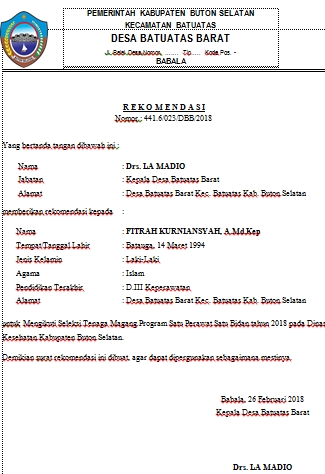 PEMERINTAH KABUPATEN BUTON SELATAN
KECAMATAN BATUATAS
DESA BATUATAS BARAT
Jl. Salei Desa,Nomor, ....... Tlp. .... Kode Pos. -
BABALA
REKOMENDASI
Nomor : 441.6/023/DBB/2018
Yang bertanda tangan dibawah ini :
Nama : Drs. LA MADIO
Jabatan : Kepala Desa Batuatas Barat
Alamat : Desa Batuatas Barat Kec. Batuatas Kab. Buton Selatan
memberikan rekomendasi kepada :
Nama : FITRAH KURNIANSYAH, A.Md.Kep
Tempat/Tanggal Lahir : Batauga, 14 Maret 1994
Jenis Kelamin : Laki-Laki
Agama : Islam
Pendidikan Terakhir : D.III Keperawatan
Alamat : Desa Batuatas Barat Kec. Batuatas Kab. Buton Selatan
untuk Mengikuti Seleksi Tenaga Magang Program Satu Perawat Satu Bidan tahun 2018 pada Dinas
Kesehatan Kabupaten Buton Selatan.
Demikian surat rekomendasi ini dibuat, agar dapat dipergunakan sebagaimana mestinya.
Babala, 26 Februari 2018
Kepala Desa Batuatas Barat
Drs. LA MADIO